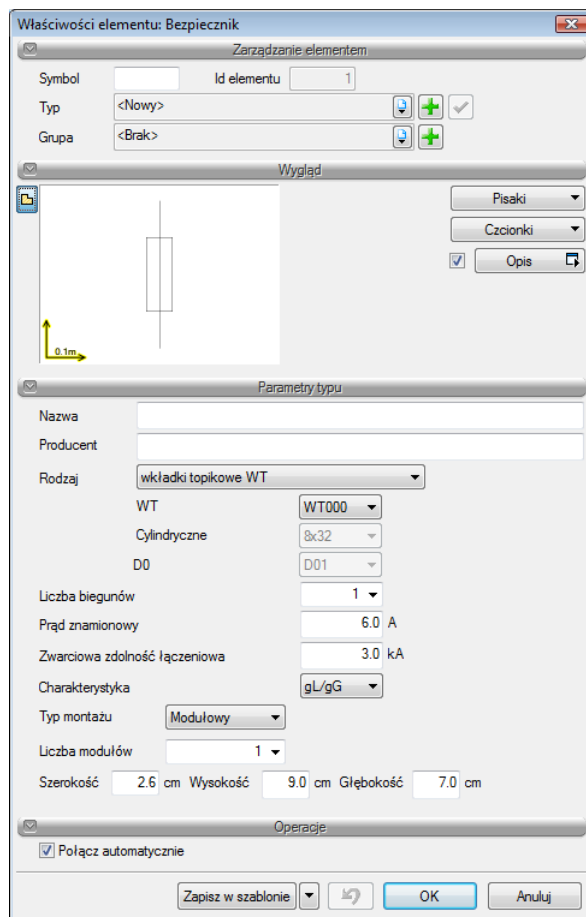 Właściwości elementu: Bezpiecznik
Zarządzanie elementem
Symbol Id elementu 1
Typ <Nowy>
Grupa <Brak>
Wygląd
Pisaki
Czcionki
Opis
0.1m
Parametry typu
Nazwa
Producent
Rodzaj wkładki topikowe WT
WT WT000
Cylindryczne 8x32
D0 D01
Liczba biegunów 1
Prąd znamionowy 6.0 A
Zwarciowa zdolność łączeniowa 3.0 kA
Charakterystyka gL/gG
Typ montażu Modułowy
Liczba modułów 1
Szerokość 2.6 cm Wysokość 9.0 cm Głębokość 7.0 cm
Operacje
Połącz automatycznie
Zapisz w szablonie OK Anuluj